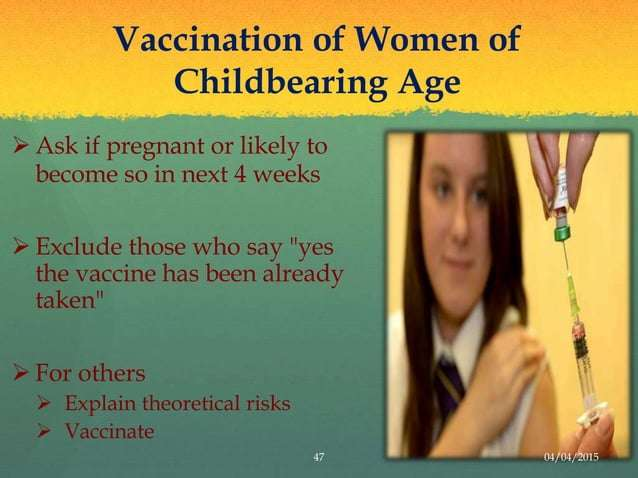 Vaccination of Women of
Childbearing Age
➢ Ask if pregnant or likely to
become so in next 4 weeks
➢ Exclude those who say "yes
the vaccine has been already
taken"
➢ For others
➢ Explain theoretical risks
➢ Vaccinate
47
04/04/2015